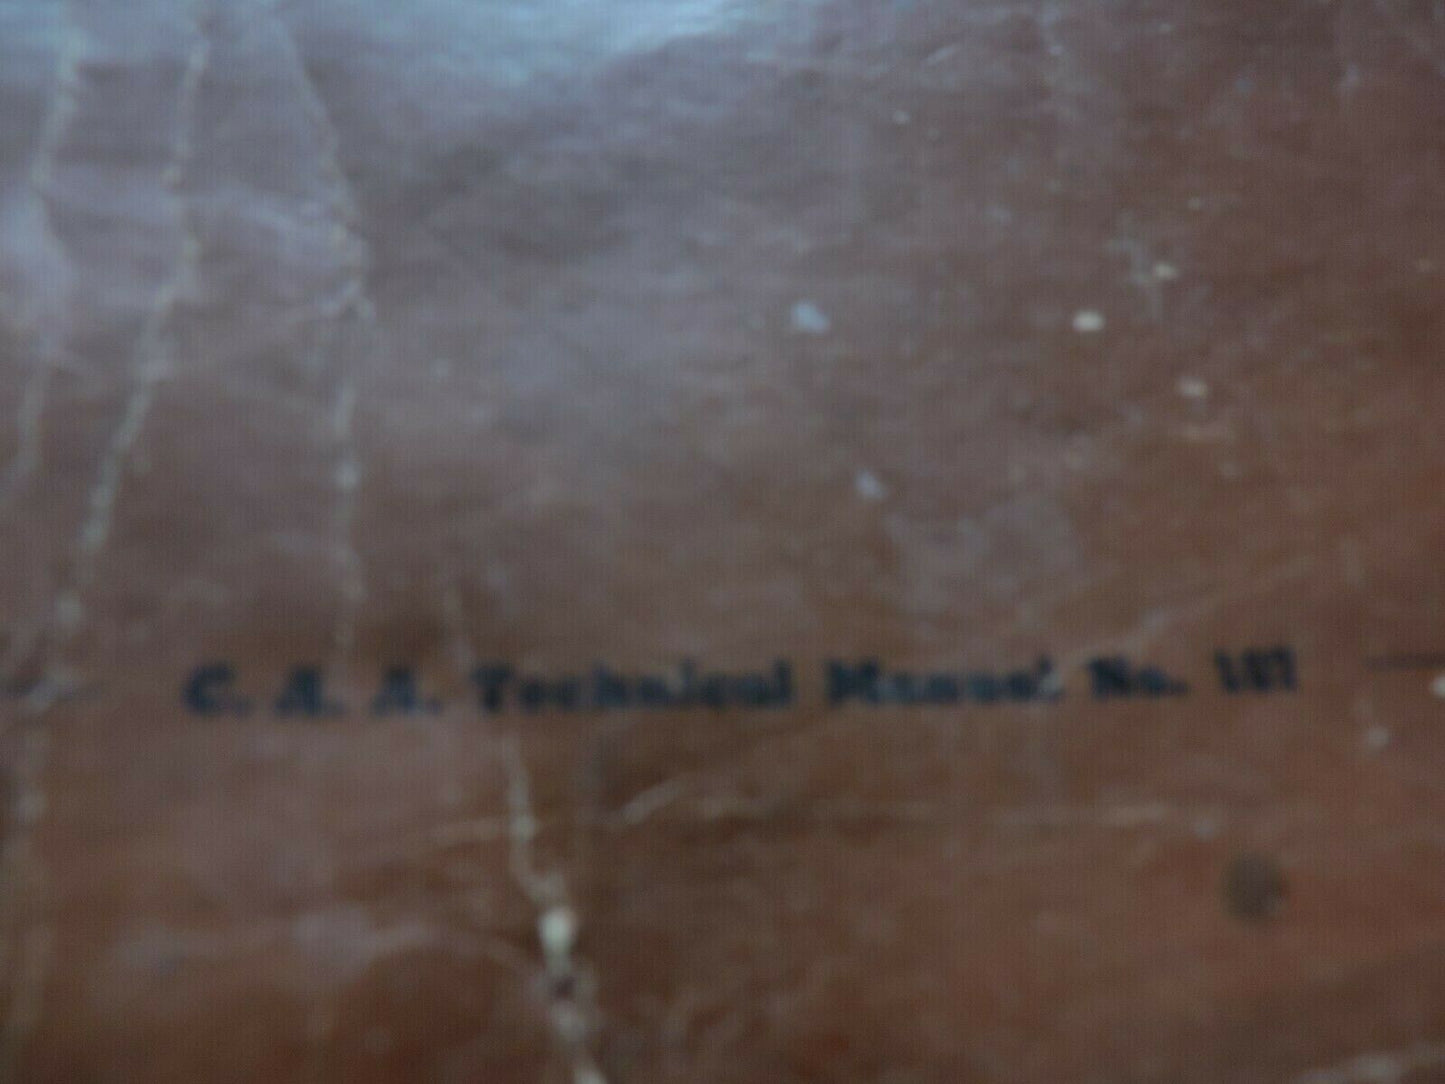 C. A. A. Technical Manual No.